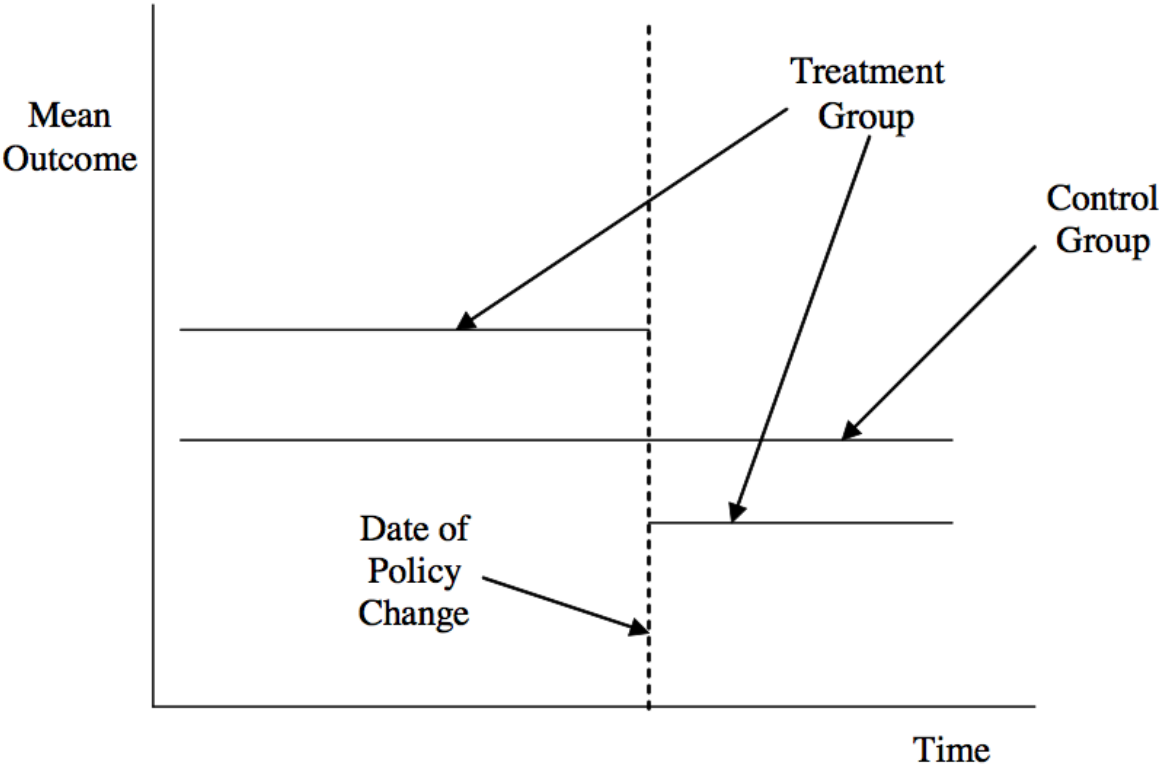 Mean
Outcome
Treatment
Group
Control
Group
Date of
Policy
Change
Time